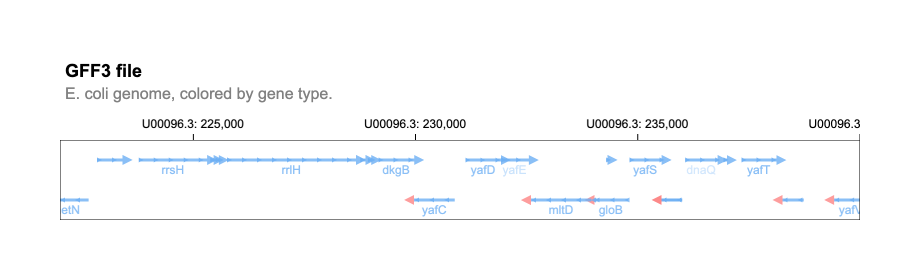 GFF3 file
E. coli genome, colored by gene type.
U00096.3: 225,000 U00096.3: 230,000 U00096.3: 235,000 U00096.3
rrsH rrlH dkgB yafD yafE yafS dnaQ yafT
etN yafC mltD gloB yafV